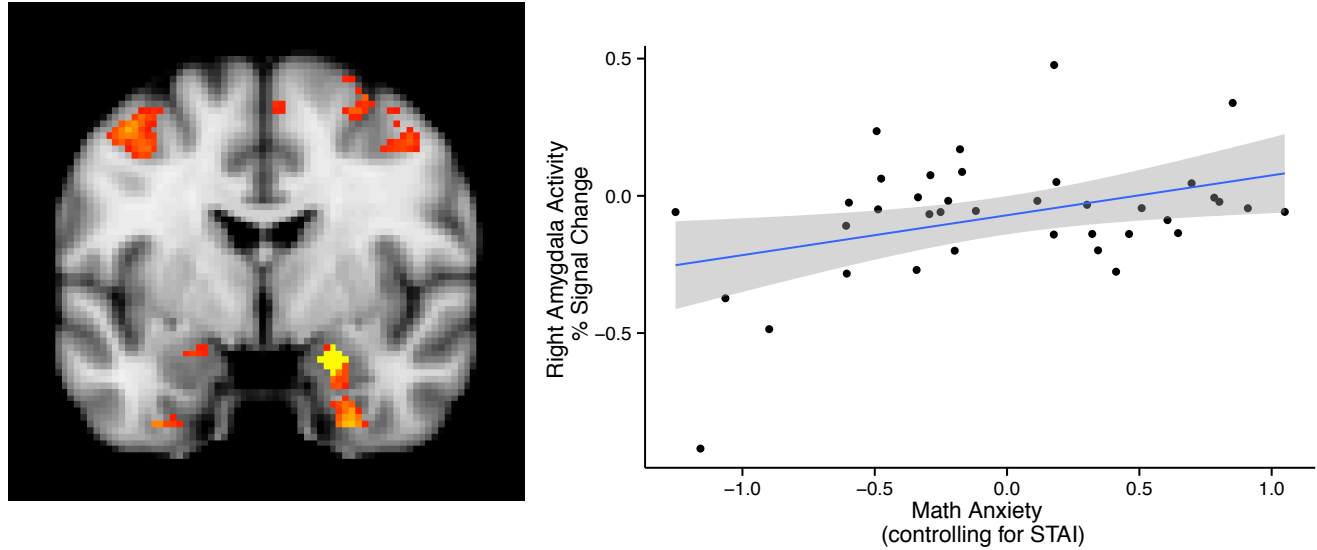 Right Amygdala Activity
% Signal Change
0.5
0.0
−0.5
−1.0
−0.5
0.0
0.5
1.0
Math Anxiety
(controlling for STAI)